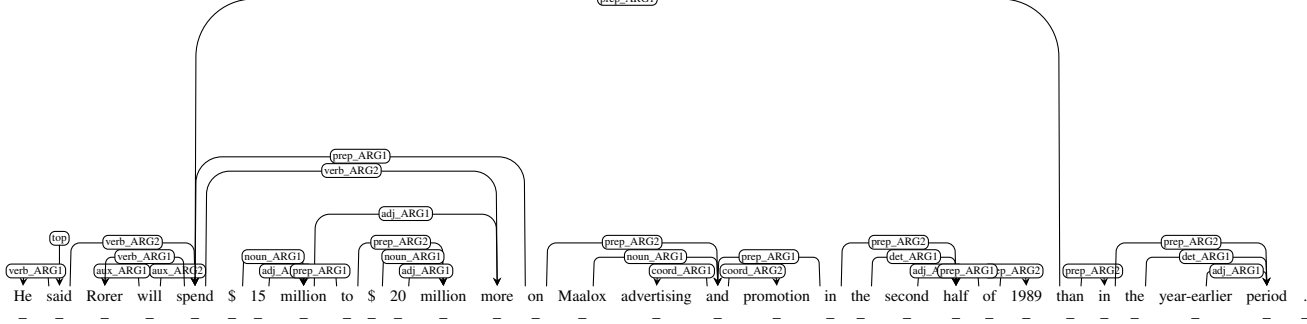 prep_ARG1
prep_ARG1
verb_ARG2
adj_ARG1
top verb_ARG2 prep_ARG2 prep_ARG2 prep_ARG2 prep_ARG2
verb_ARG1 noun_ARG1 noun_ARG1 noun_ARG1 prep_ARG1 det_ARG1 det_ARG1
verb_ARG1 aux_ARG1 aux_ARG2 prep_ARG1 adj_ARG1 coord_ARG1 coord_ARG2 prep_ARG1 prep_ARG2 adj_ARG1
He said Rorer will spend $ 15 million to $ 20 million more on Maalox advertising and promotion in the second half of 1989 than in the year-earlier period .
_ _ _ _ _ _ _ _ _ _ _ _ _ _ _ _ _ _ _ _ _ _ _ _ _ _ _ _ _ _